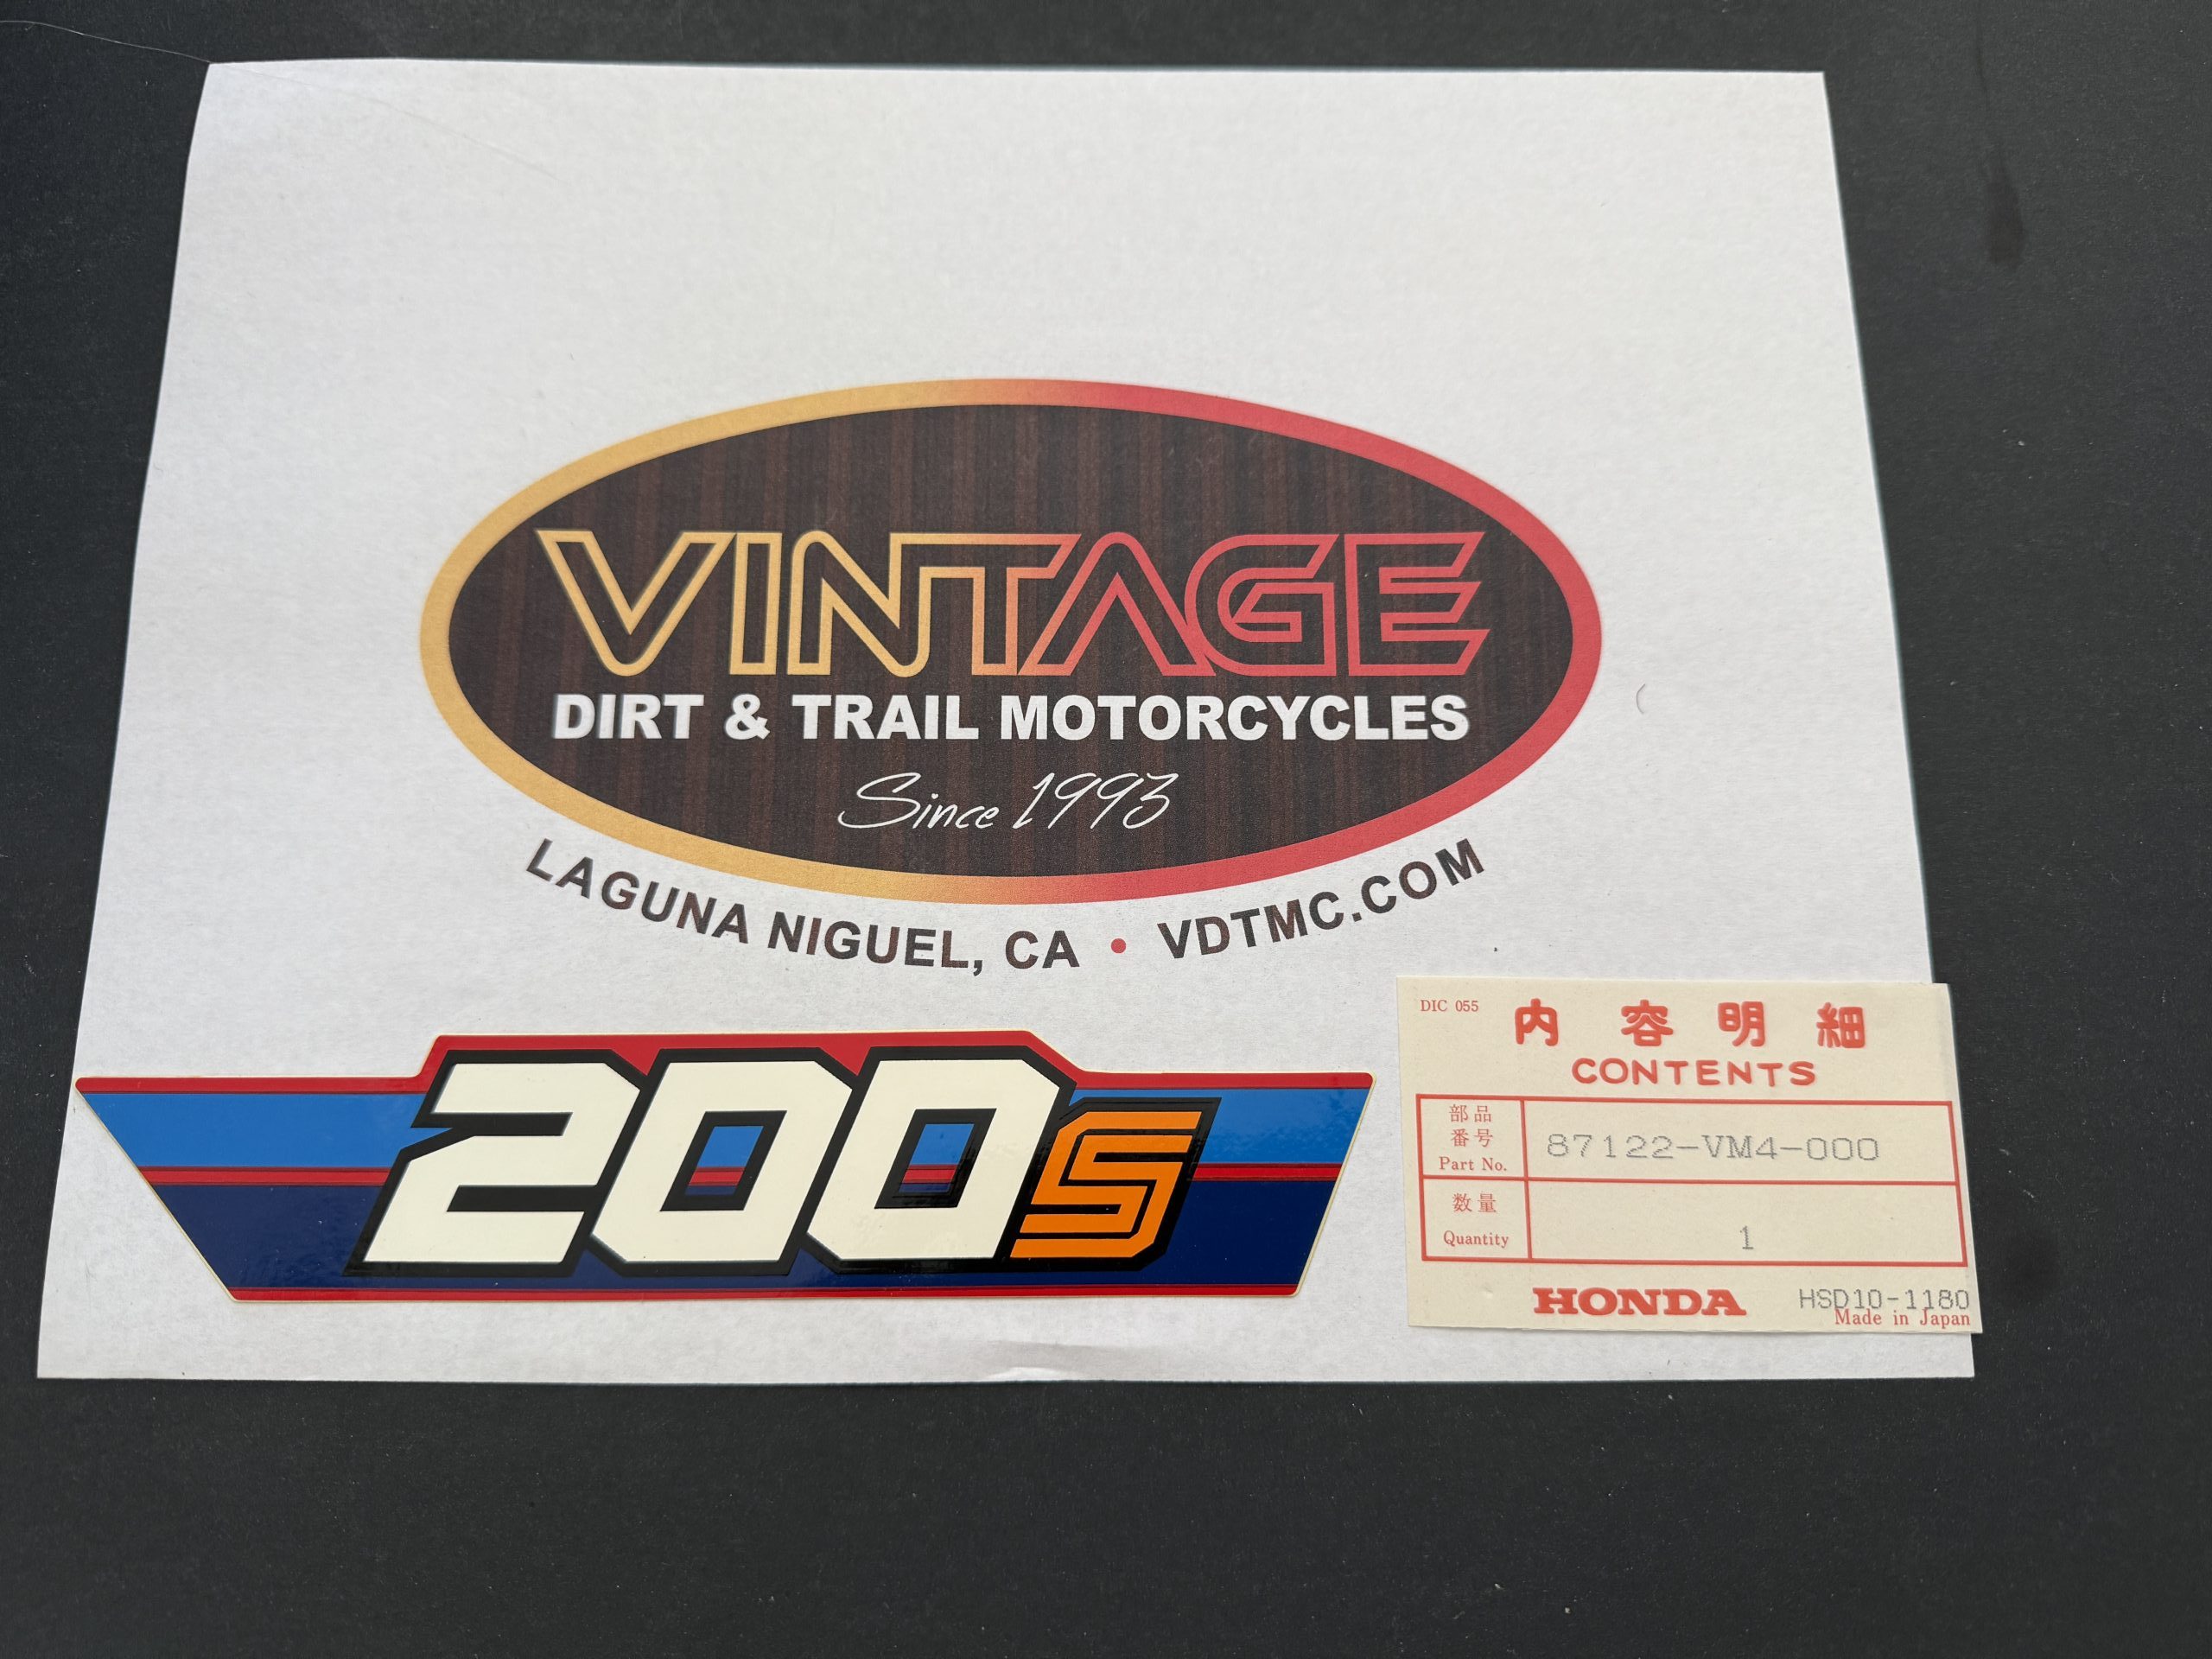 VINTAGE
DIRT & TRAIL MOTORCYCLES
Since 1993
LAGUNA NIGUEL, CA • VDTMC.COM
200S
DIC 055
内容明細
CONTENTS
部品
番号
Part No.
87122-VM4-000
数量
Quantity
1
HONDA
HSD10-1180
Made in Japan